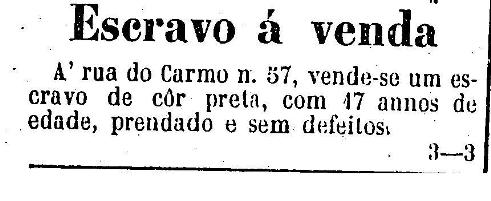 Escravo á venda
A' rua do Carmo n. 57, vende-se um es-
cravo de côr preta, com 17 annos de
edade, prendado e sem defeitos.
3—3